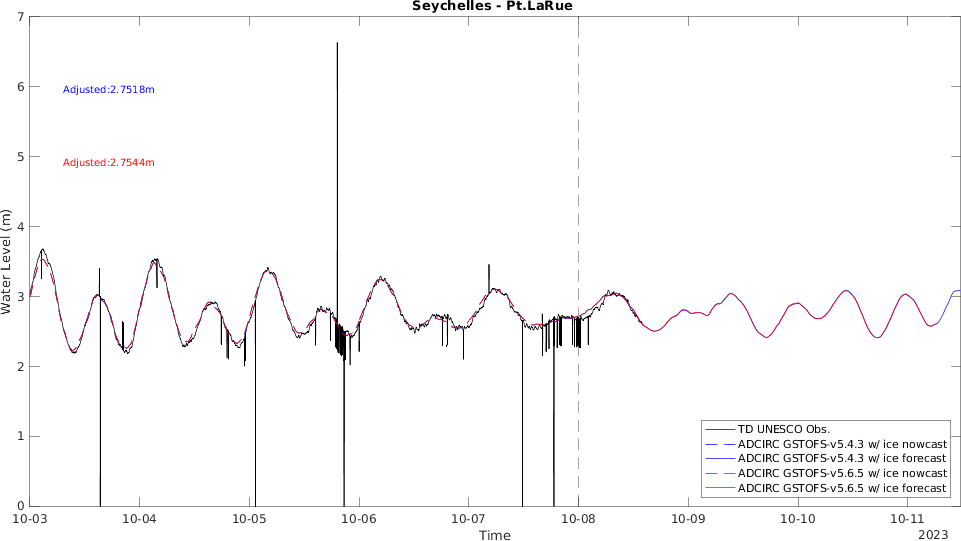 Seychelles - Pt.LaRue
7
6
5
4
3
2
1
0
Water Level (m)
Adjusted:2.7518m
Adjusted:2.7544m
TD UNESCO Obs.
ADCIRC GSTOFS-v5.4.3 w/ ice nowcast
ADCIRC GSTOFS-v5.4.3 w/ ice forecast
ADCIRC GSTOFS-v5.6.5 w/ ice nowcast
ADCIRC GSTOFS-v5.6.5 w/ ice forecast
10-03 10-04 10-05 10-06 10-07 10-08 10-09 10-10 10-11
Time
2023